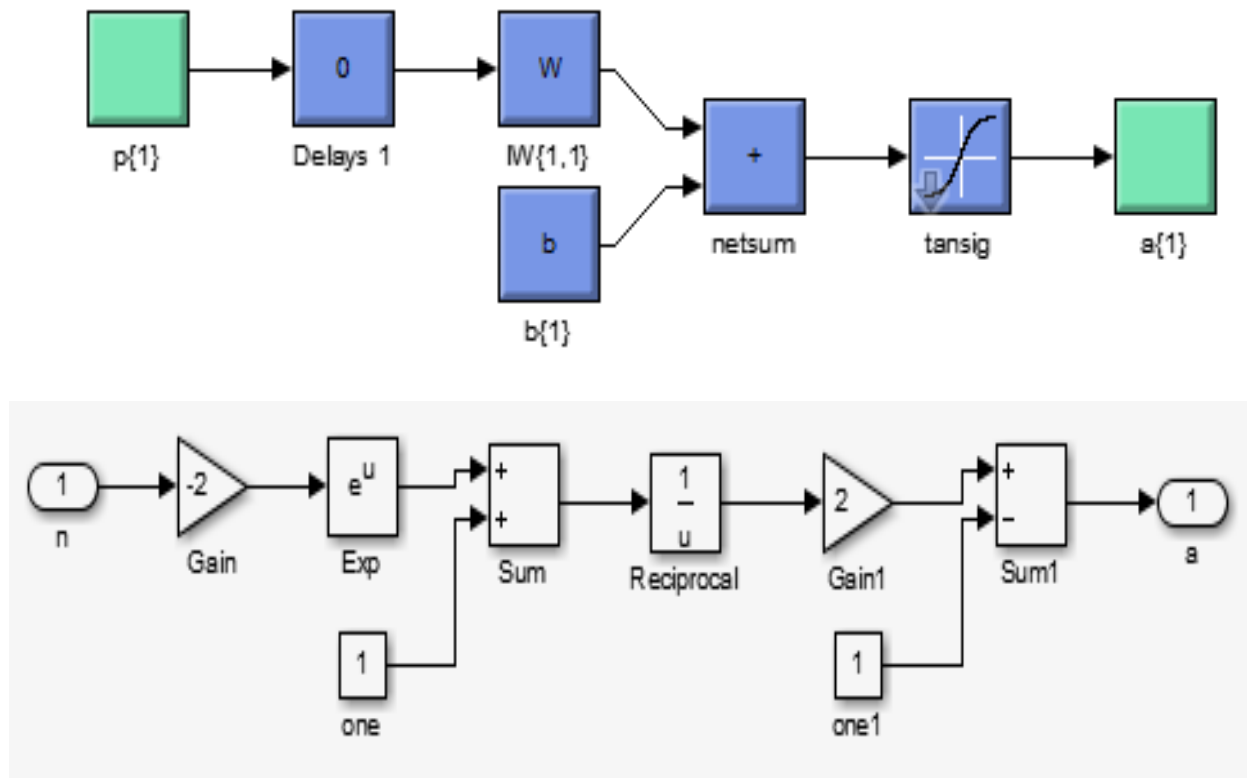 0
W
p{1}
Delays 1
IW{1,1}
+
b
netsum
tansig
a{1}
b{1}
1
-2
e^u
+
+
1
u
2
+
−
1
n
Gain
Exp
Sum
Reciprocal
Gain1
Sum1
a
1
1
one
one1